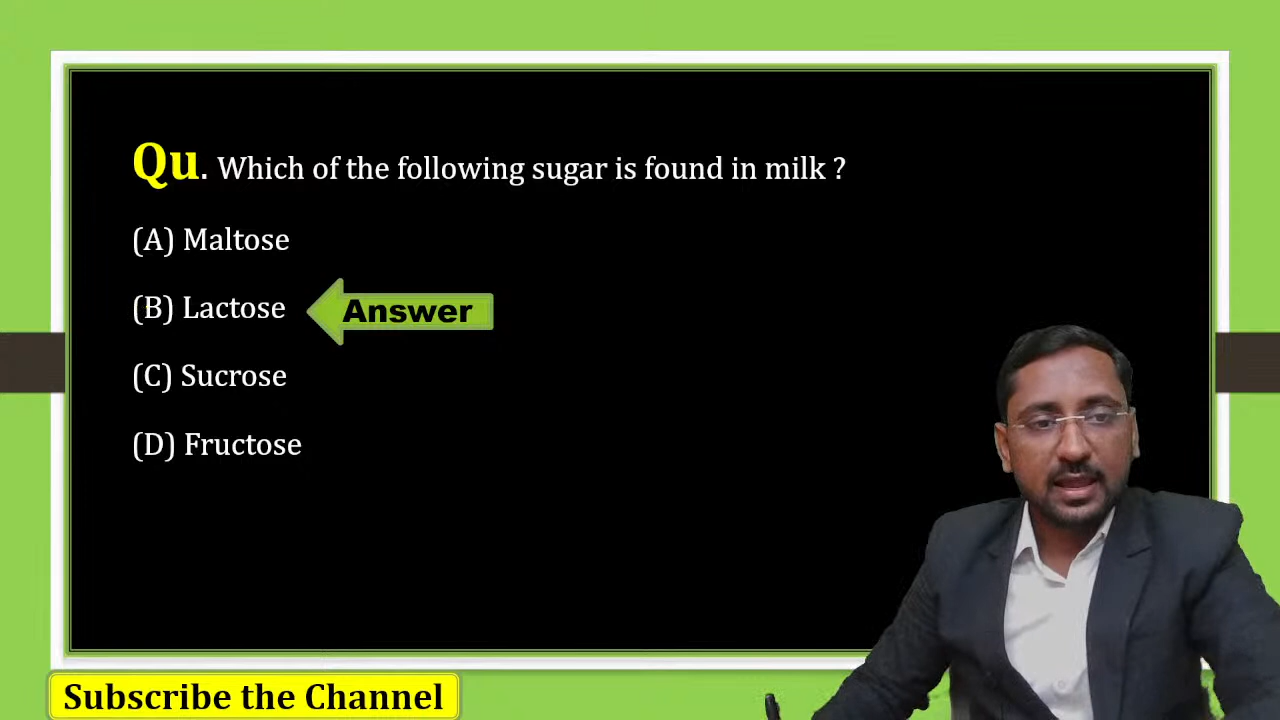 Qu. Which of the following sugar is found in milk ?
(A) Maltose
(B) Lactose
Answer
(C) Sucrose
(D) Fructose
Subscribe the Channel